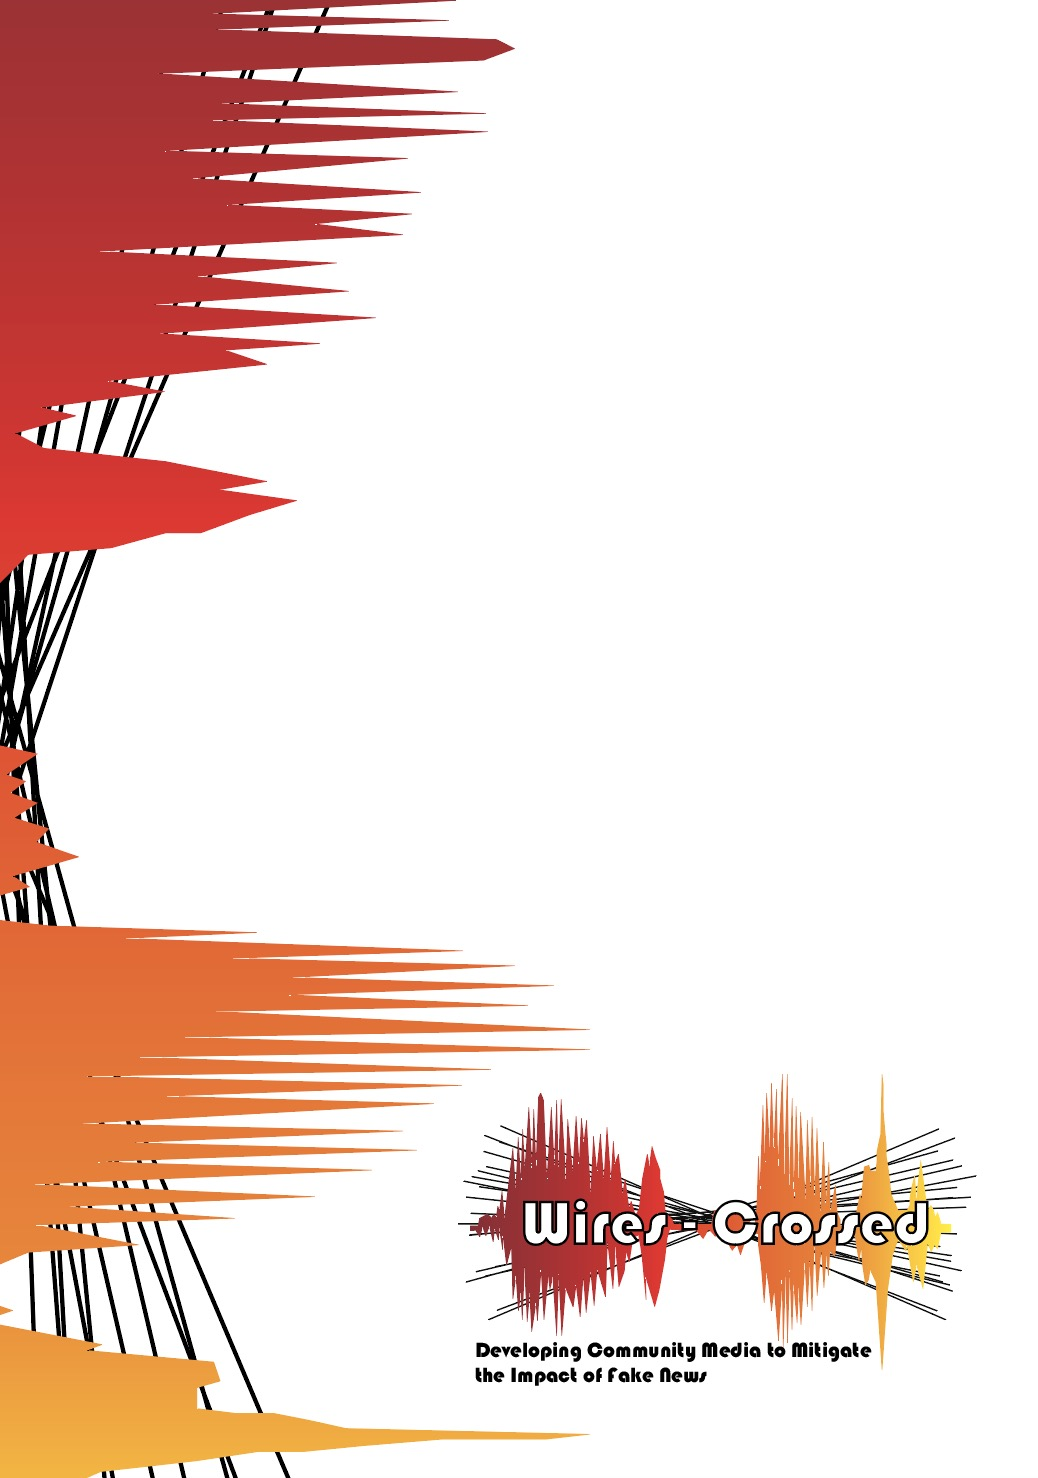 Wires - Crossed
Developing Community Media to Mitigate
the Impact of Fake News